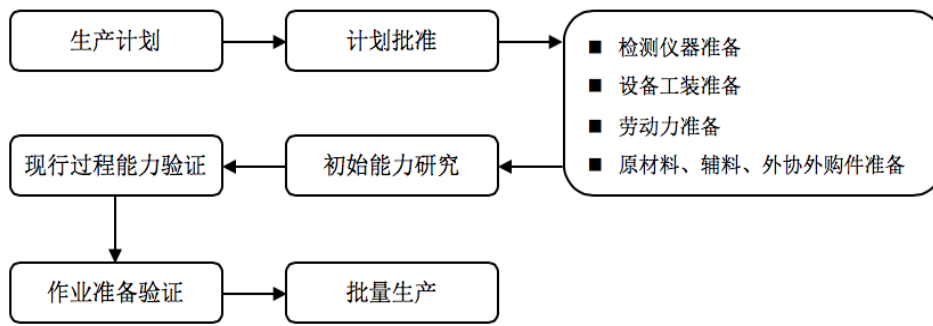 生产计划
计划批准
■ 检测仪器准备
■ 设备工装准备
■ 劳动力准备
■ 原材料、辅料、外协外购件准备
初始能力研究
现行过程能力验证
作业准备验证
批量生产